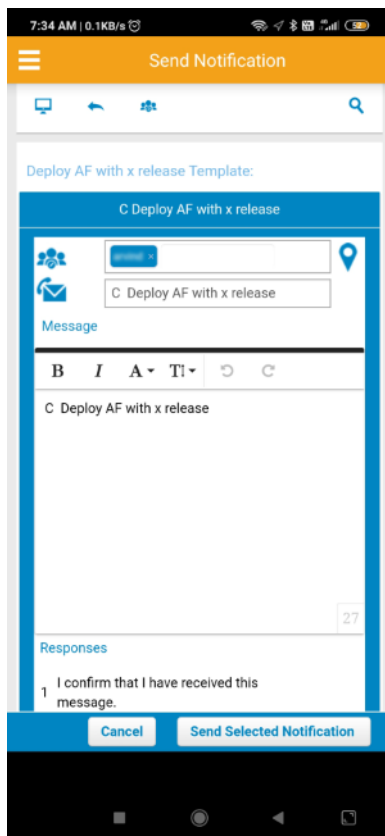 7:34 AM | 0.1KB/s
Send Notification
Deploy AF with x release Template:
C Deploy AF with x release
C Deploy AF with x release
Message
B I A TI
C Deploy AF with x release
27
Responses
1 I confirm that I have received this
message.
Cancel Send Selected Notification